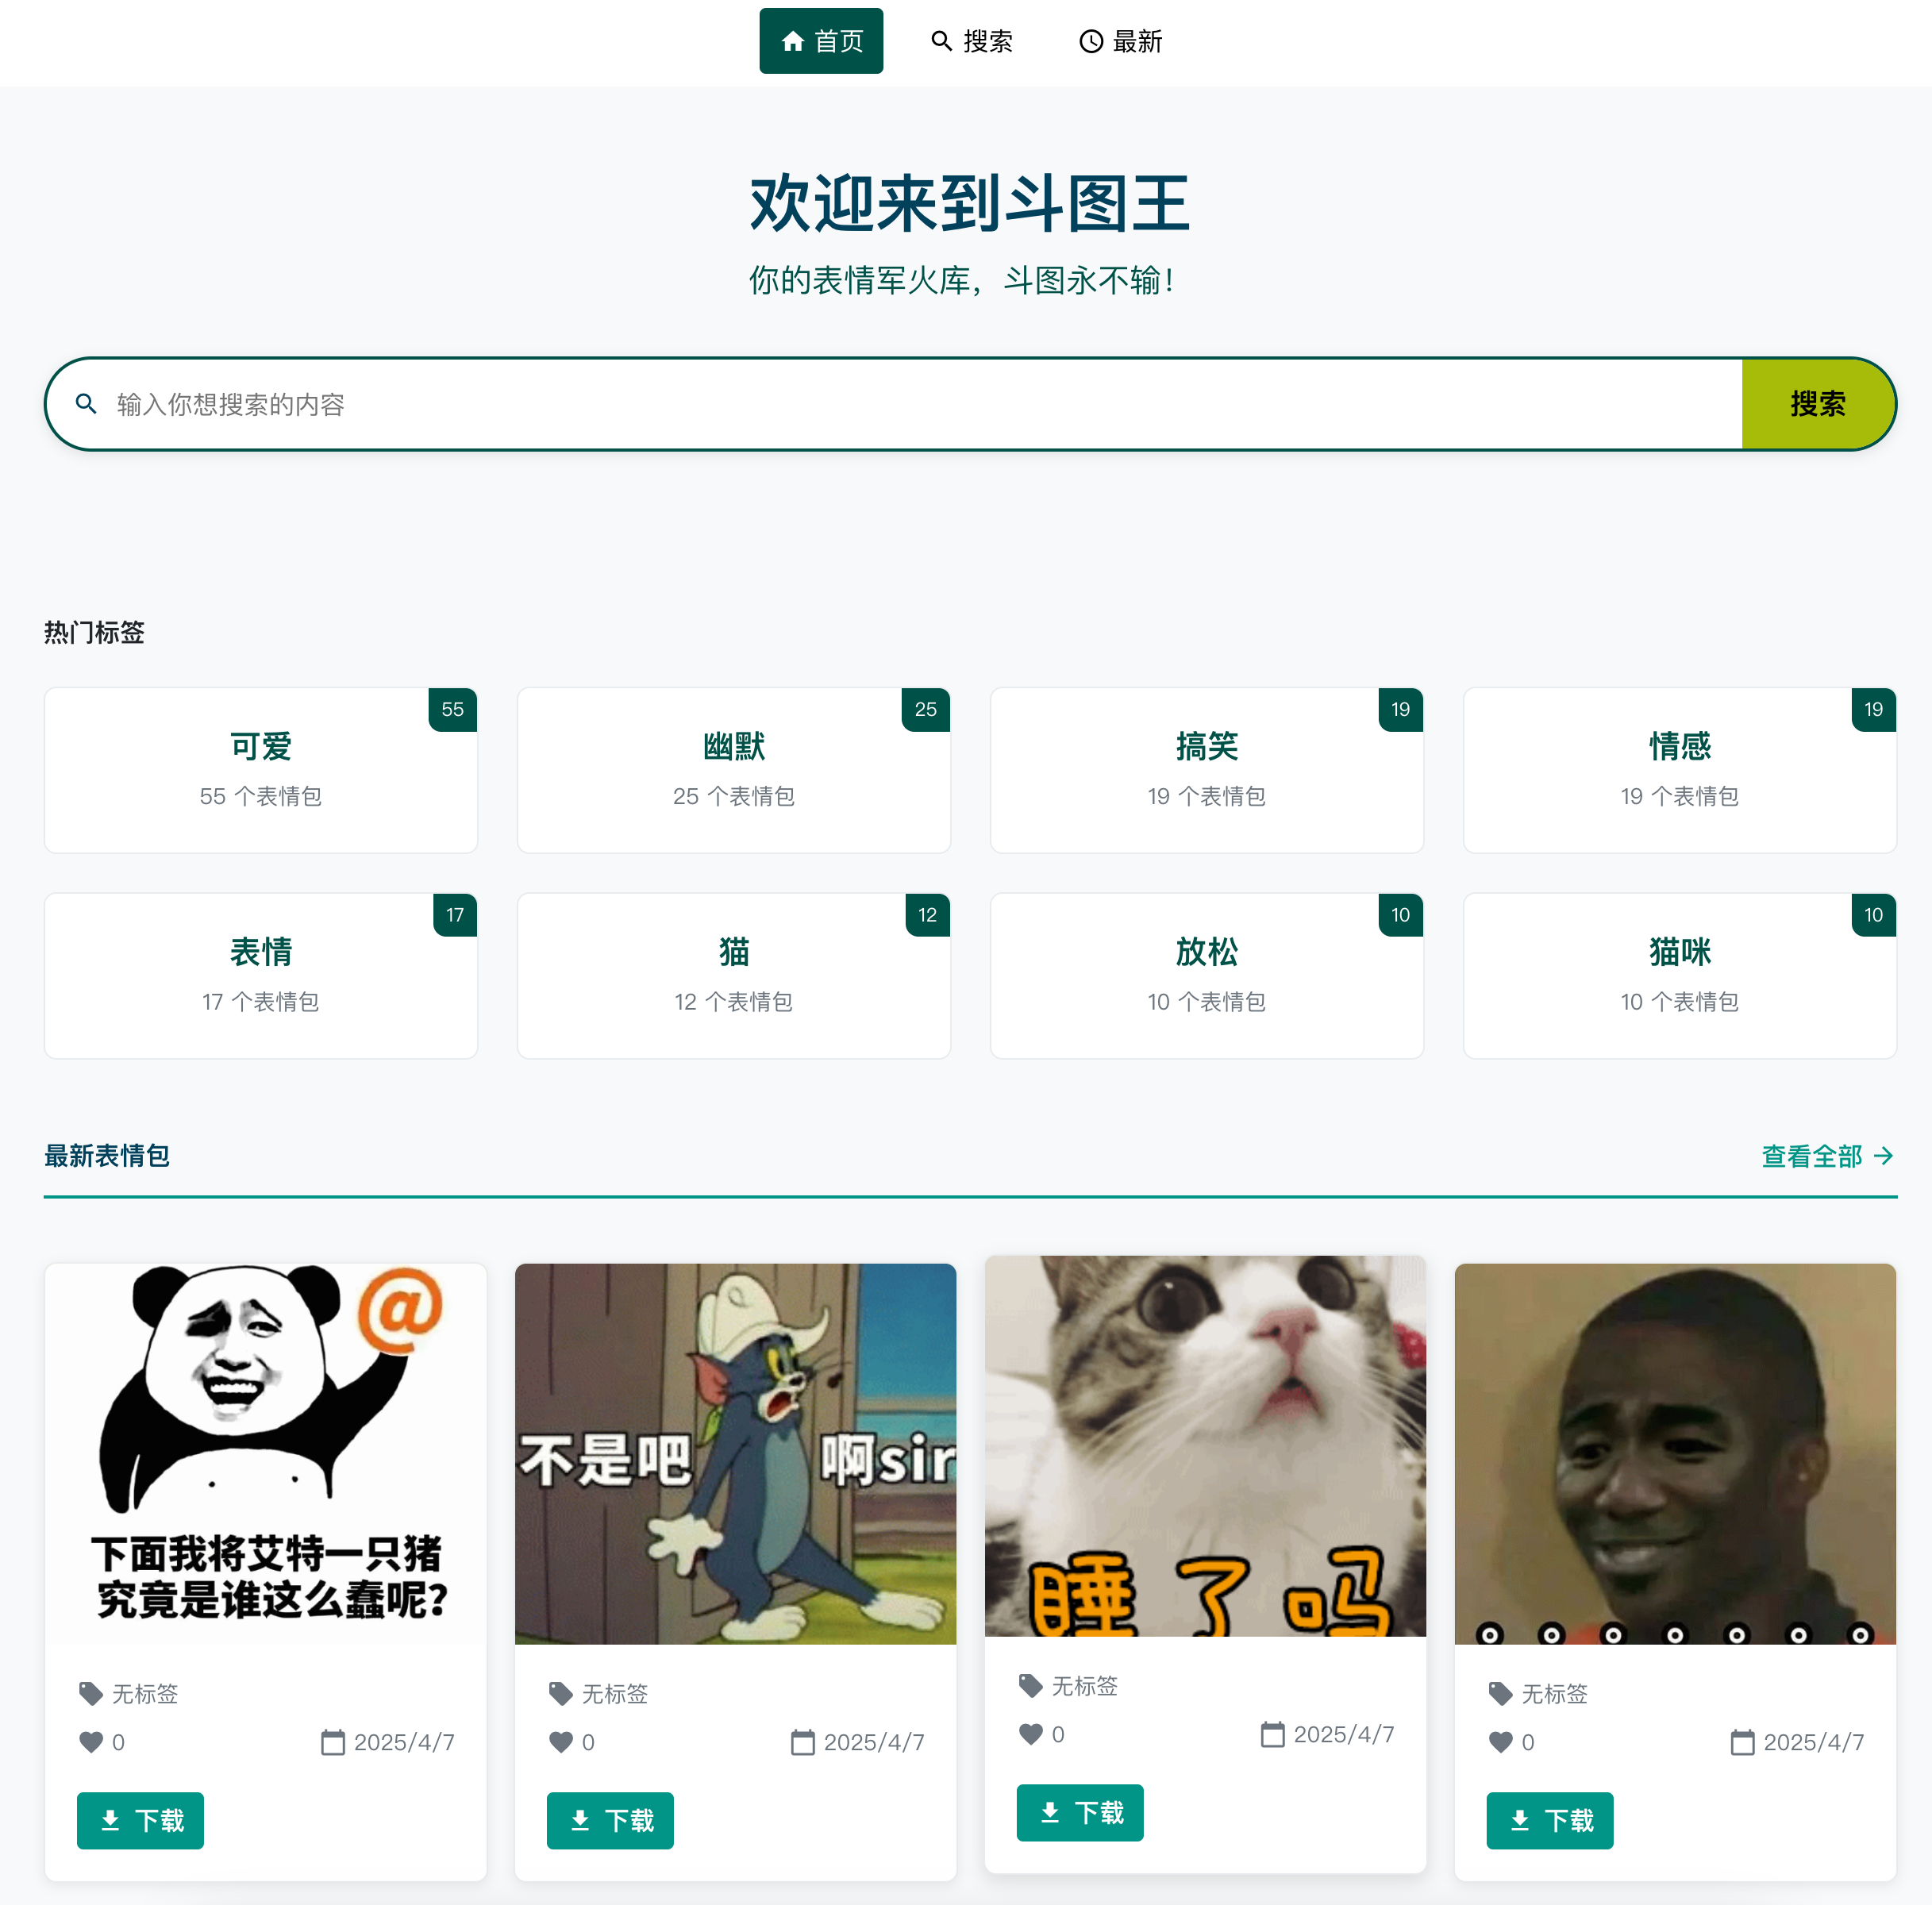 首页
搜索
最新
欢迎来到斗图王
你的表情军火库，斗图永不输！
输入你想搜索的内容
搜索
热门标签
55
可爱
55 个表情包
25
幽默
25 个表情包
19
搞笑
19 个表情包
19
情感
19 个表情包
17
表情
17 个表情包
12
猫
12 个表情包
10
放松
10 个表情包
10
猫咪
10 个表情包
最新表情包
查看全部 →
@
下面我将艾特一只猪
究竟是谁这么蠢呢?
无标签
0
2025/4/7
下载
不是吧 啊sir
无标签
0
2025/4/7
下载
睡了吗
无标签
0
2025/4/7
下载
无标签
0
2025/4/7
下载